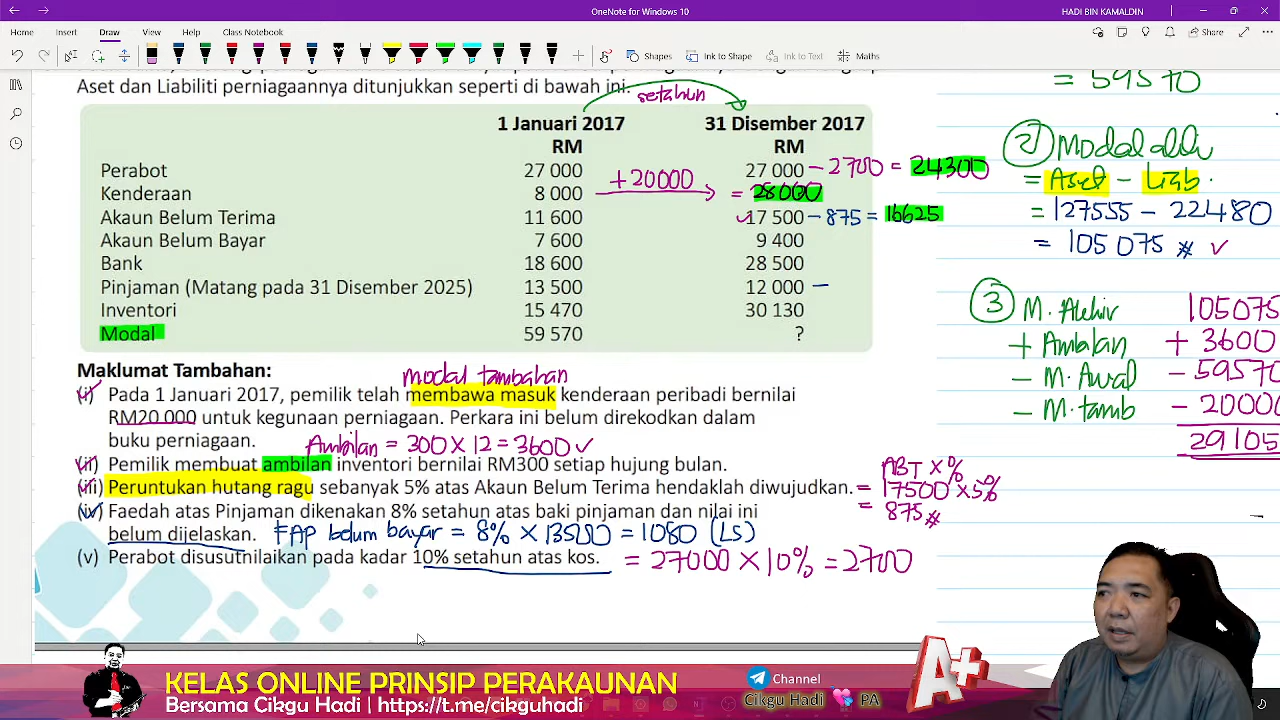 OneNote for Windows 10
HADI BIN KAMALDIN
Home Insert Draw View Help Class Notebook
Share
Shapes Ink to Shape Ink to Text Maths
Aset dan Liabiliti perniagaannya ditunjukkan seperti di bawah ini.
setahun
1 Januari 2017 31 Disember 2017
RM RM
Perabot 27 000 27 000 - 2700 = 24300
Kenderaan 8 000 +20000 = 28000
Akaun Belum Terima 11 600 17 500 - 875 = 16625
Akaun Belum Bayar 7 600 9 400
Bank 18 600 28 500
Pinjaman (Matang pada 31 Disember 2025) 13 500 12 000 -
Inventori 15 470 30 130
Modal 59 570 ?
Maklumat Tambahan:
modal tambahan
(i) Pada 1 Januari 2017, pemilik telah membawa masuk kenderaan peribadi bernilai
RM20 000 untuk kegunaan perniagaan. Perkara ini belum direkodkan dalam
buku perniagaan.
Ambilan = 300 X 12 = 3600 ✓
(ii) Pemilik membuat ambilan inventori bernilai RM300 setiap hujung bulan.
(iii) Peruntukan hutang ragu sebanyak 5% atas Akaun Belum Terima hendaklah diwujudkan.
ABT X %
= 17500 X 5%
= 875 #
(iv) Faedah atas Pinjaman dikenakan 8% setahun atas baki pinjaman dan nilai ini
belum dijelaskan. FAP belum bayar = 8% X 13500 = 1080 (LS)
(v) Perabot disusutnilaikan pada kadar 10% setahun atas kos. = 27000 X 10% = 2700
= 59570
2 Modal akhir
= Aset - Liab.
= 127555 - 22480
= 105 075 # ✓
3 M. Akhir 105075
+ Ambilan + 3600
- M. Awal - 59570
- M. tamb - 20000
29105
A+
KELAS ONLINE PRINSIP PERAKAUNAN
Bersama Cikgu Hadi | https://t.me/cikguhadi
Channel
Cikgu Hadi PA